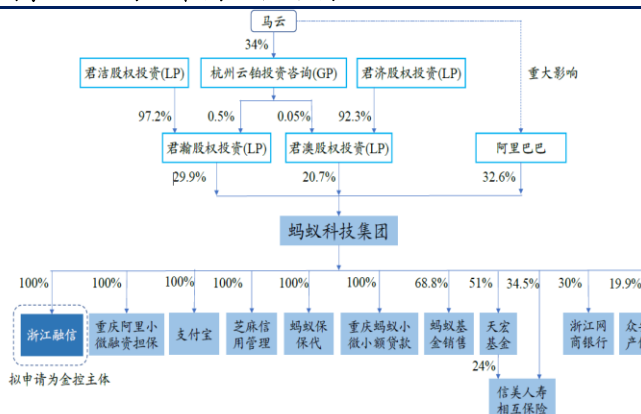 马云
34%
君洁股权投资(LP)
杭州云铂投资咨询(GP)
君济股权投资(LP)
重大影响
97.2%
0.5%
0.05%
92.3%
君瀚股权投资(LP)
君澳股权投资(LP)
阿里巴巴
29.9%
20.7%
32.6%
蚂蚁科技集团
100%
100%
100%
100%
100%
100%
68.8%
51%
34.5%
30%
19.9%
浙江融信
重庆阿里小
微融资担保
支付宝
芝麻信
用管理
蚂蚁保
保代
重庆蚂蚁小
微小额贷款
蚂蚁基
金销售
天宏
基金
浙江网
商银行
拟申请为金控主体
24%
信美人寿
相互保险